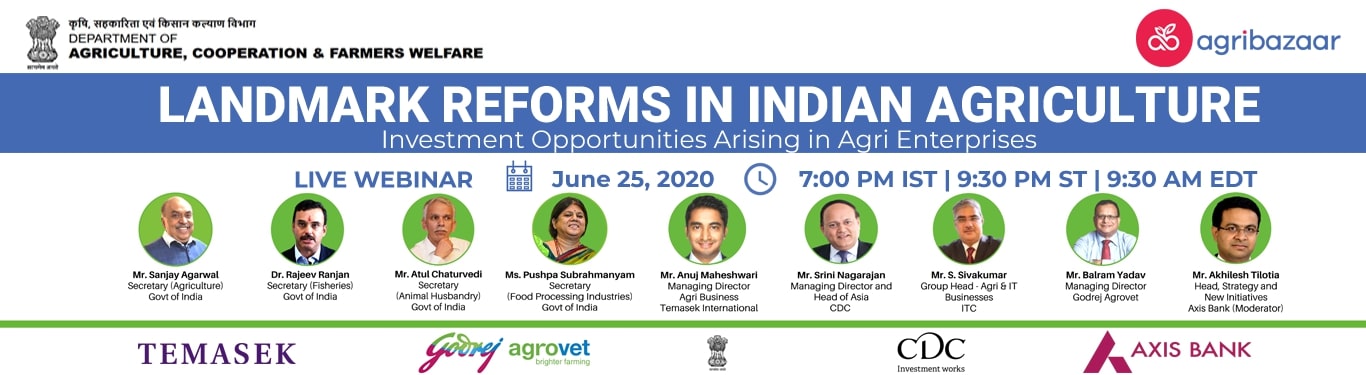 कृषि, सहकारिता एवं किसान कल्याण विभाग
DEPARTMENT OF
AGRICULTURE, COOPERATION & FARMERS WELFARE
सत्यमेव जयते
agribazaar
LANDMARK REFORMS IN INDIAN AGRICULTURE
Investment Opportunities Arising in Agri Enterprises
LIVE WEBINAR June 25, 2020 7:00 PM IST | 9:30 PM ST | 9:30 AM EDT
Mr. Sanjay Agarwal
Secretary (Agriculture)
Govt of India
Dr. Rajeev Ranjan
Secretary (Fisheries)
Govt of India
Mr. Atul Chaturvedi
Secretary
(Animal Husbandry)
Govt of India
Ms. Pushpa Subrahmanyam
Secretary
(Food Processing Industries)
Govt of India
Mr. Anuj Maheshwari
Managing Director
Agri Business
Temasek International
Mr. Srini Nagarajan
Managing Director and
Head of Asia
CDC
Mr. S. Sivakumar
Group Head - Agri & IT
Businesses
ITC
Mr. Balram Yadav
Managing Director
Godrej Agrovet
Mr. Akhilesh Tilotia
Head, Strategy and
New Initiatives
Axis Bank (Moderator)
TEMASEK
Godrej agrovet
brighter farming
CDC
Investment works
AXIS BANK